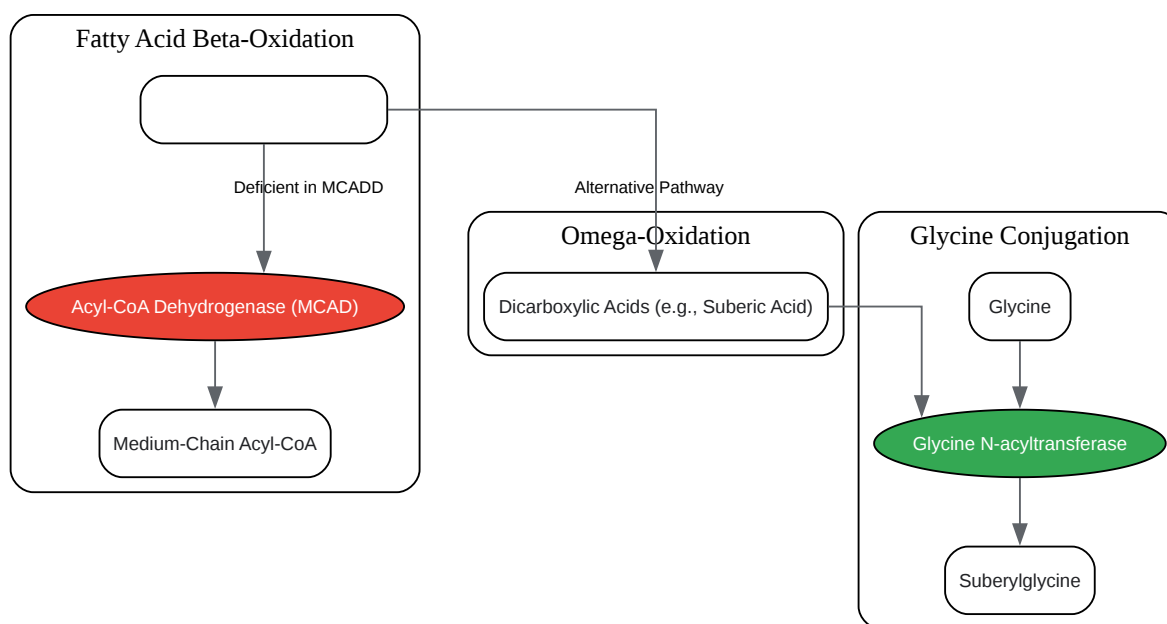 Fatty Acid Beta-Oxidation
Deficient in MCADD
Acyl-CoA Dehydrogenase (MCAD)
Medium-Chain Acyl-CoA
Alternative Pathway
Omega-Oxidation
Dicarboxylic Acids (e.g., Suberic Acid)
Glycine Conjugation
Glycine
Glycine N-acyltransferase
Suberylglycine